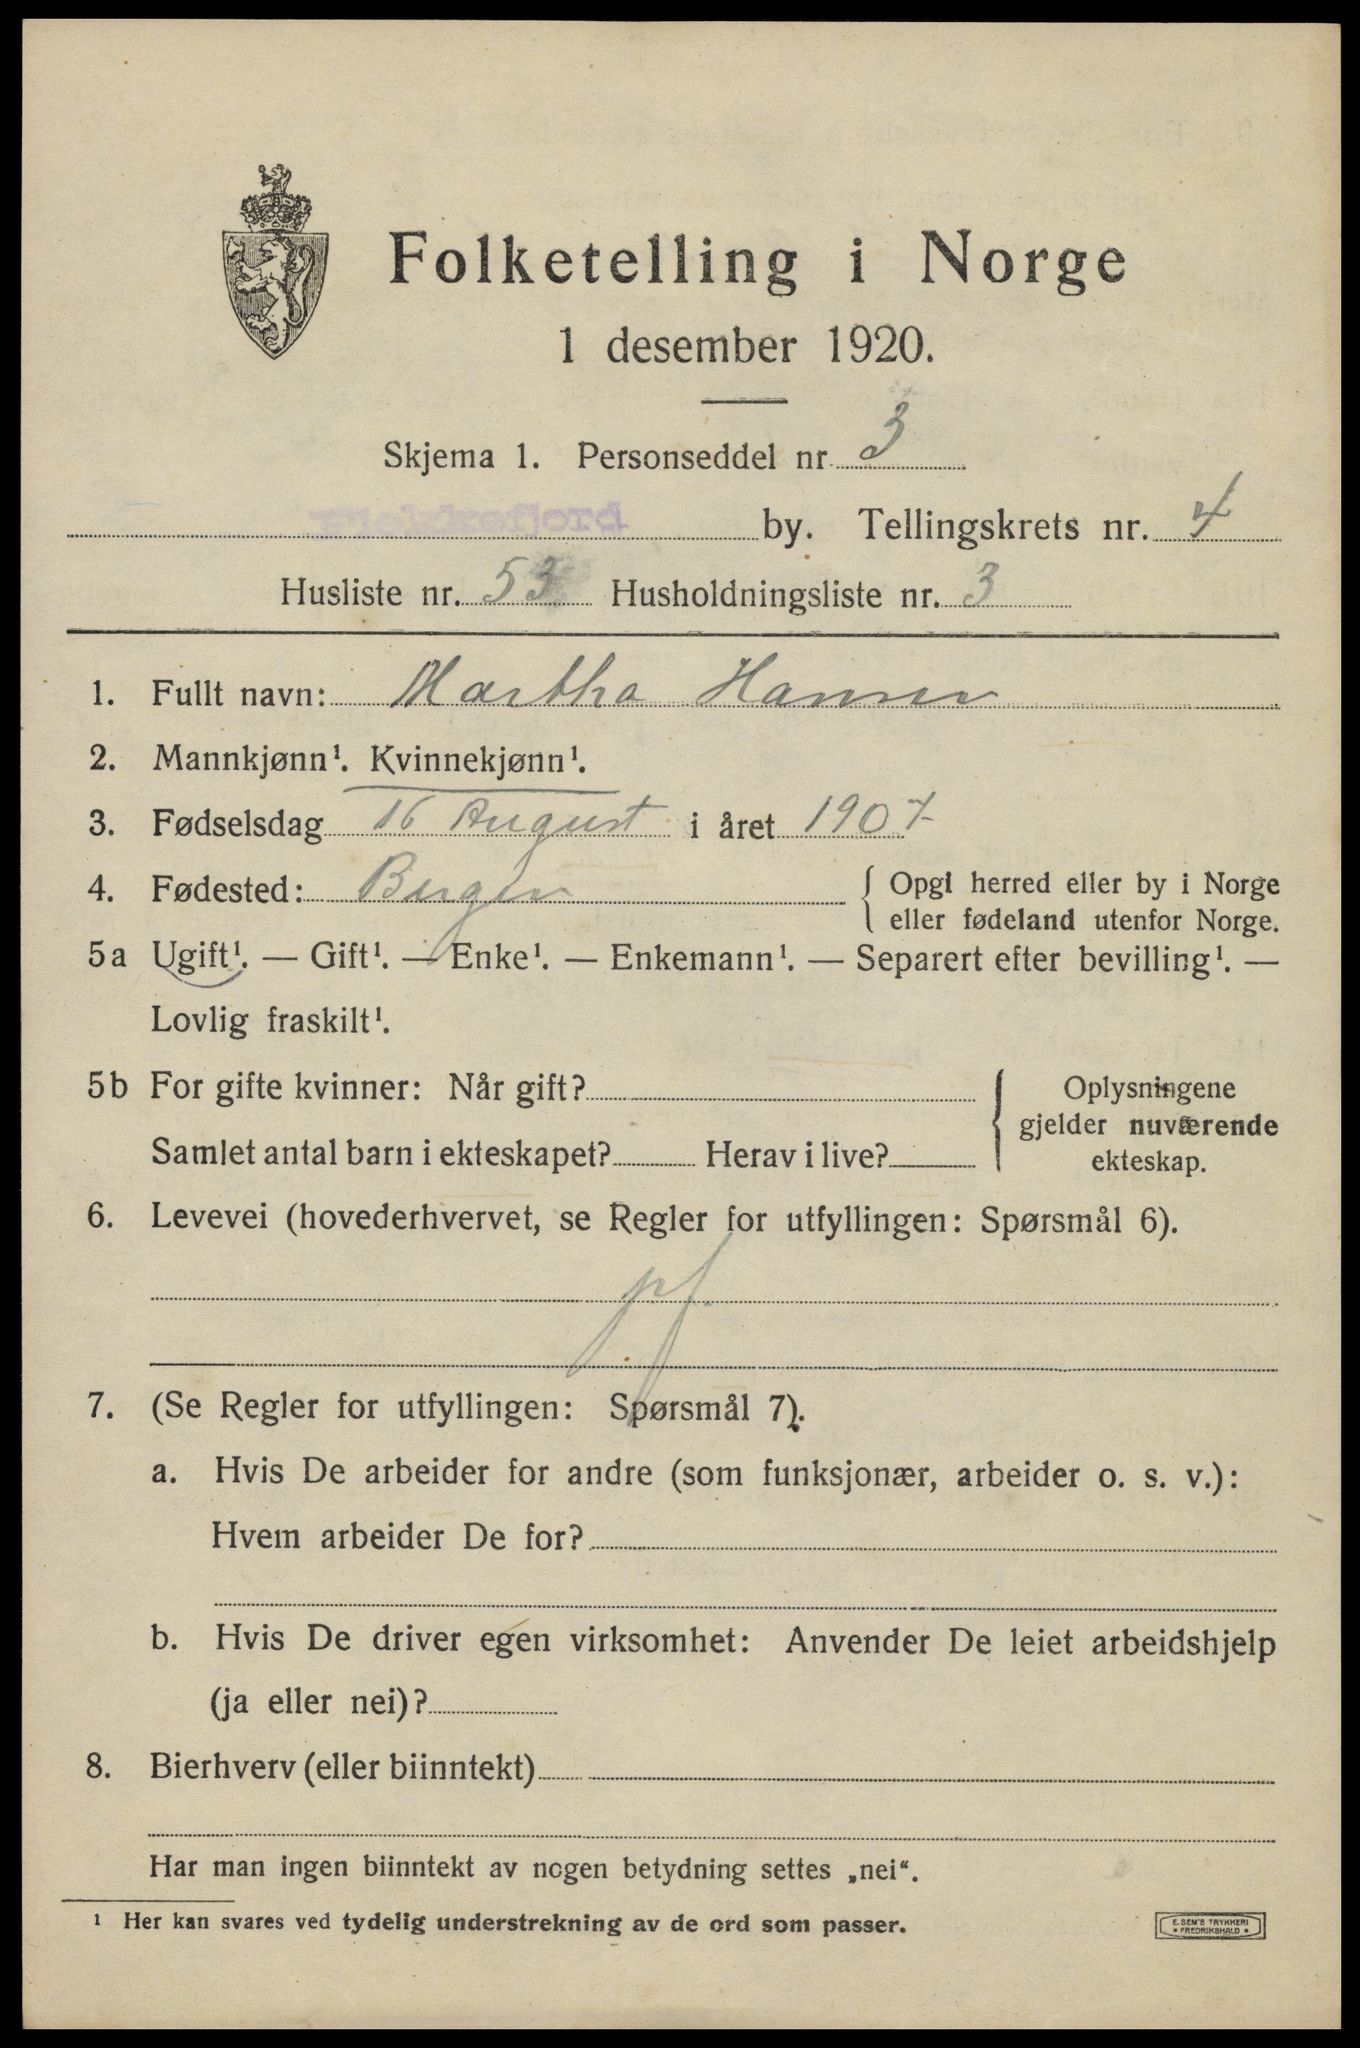 Folketelling i Norge
1 desember 1920.
Skjema 1. Personseddel nr. 3
Flekkefjord by. Tellingskrets nr. 4
Husliste nr. 53 Husholdningsliste nr. 3
1. Fullt navn: Martha Hansen
2. Mannkjønn¹. Kvinnekjønn¹.
3. Fødselsdag 16 August i året 1907
4. Fødested: Bergen { Opgi herred eller by i Norge
eller fødeland utenfor Norge.
5a Ugift¹. — Gift¹. — Enke¹. — Enkemann¹. — Separert efter bevilling¹. —
Lovlig fraskilt¹.
5b For gifte kvinner: Når gift? { Oplysningene
gjelder nuværende
Samlet antal barn i ekteskapet? Herav i live? ekteskap.
6. Levevei (hovederhvervet, se Regler for utfyllingen: Spørsmål 6).
pf.
7. (Se Regler for utfyllingen: Spørsmål 7).
a. Hvis De arbeider for andre (som funksjonær, arbeider o. s. v.):
Hvem arbeider De for?
b. Hvis De driver egen virksomhet: Anvender De leiet arbeidshjelp
(ja eller nei)?
8. Bierhverv (eller biinntekt)
Har man ingen biinntekt av nogen betydning settes „nei“.
¹ Her kan svares ved tydelig understrekning av de ord som passer.
E. SEM'S TRYKKERI
• FREDRIKSHALD •